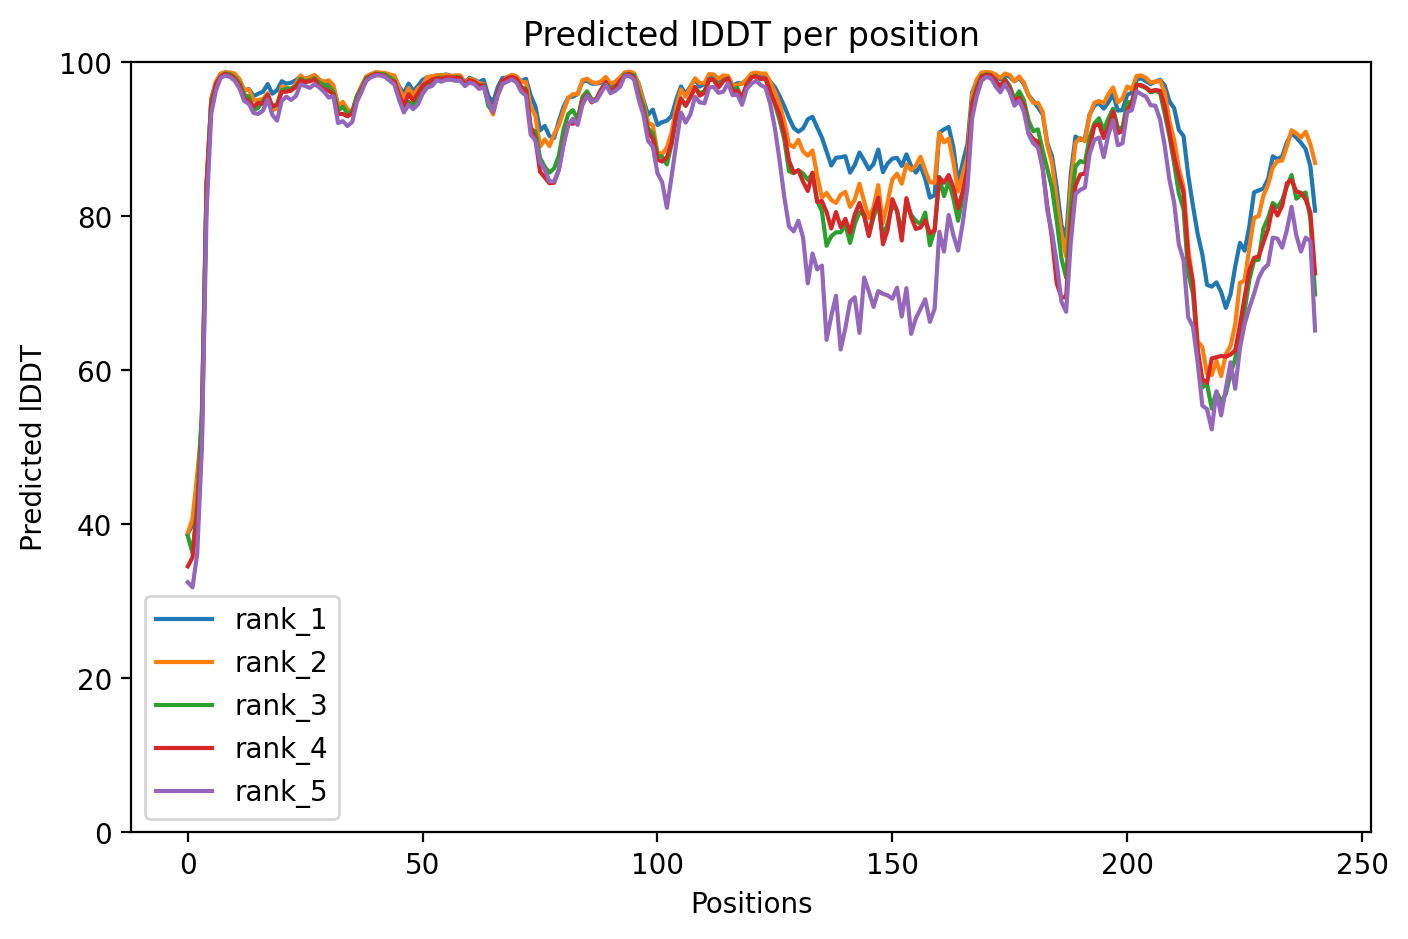 Predicted lDDT per position
100
80
60
40
20
0
Predicted lDDT
rank_1
rank_2
rank_3
rank_4
rank_5
0 50 100 150 200 250
Positions